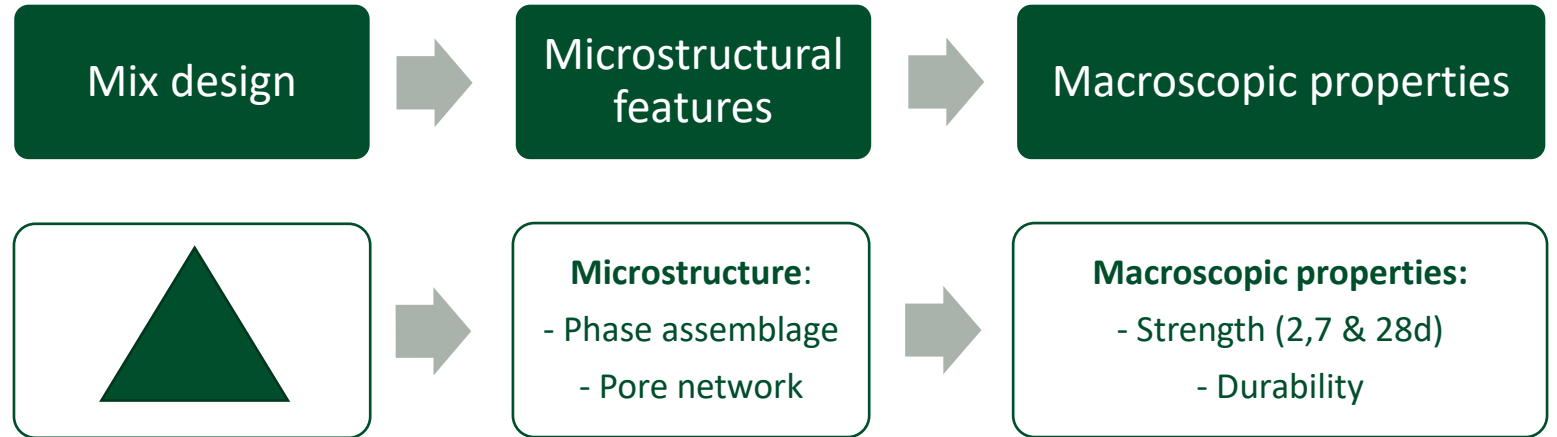 Mix design
Microstructural
features
Macroscopic properties
Microstructure:
- Phase assemblage
- Pore network
Macroscopic properties:
- Strength (2,7 & 28d)
- Durability